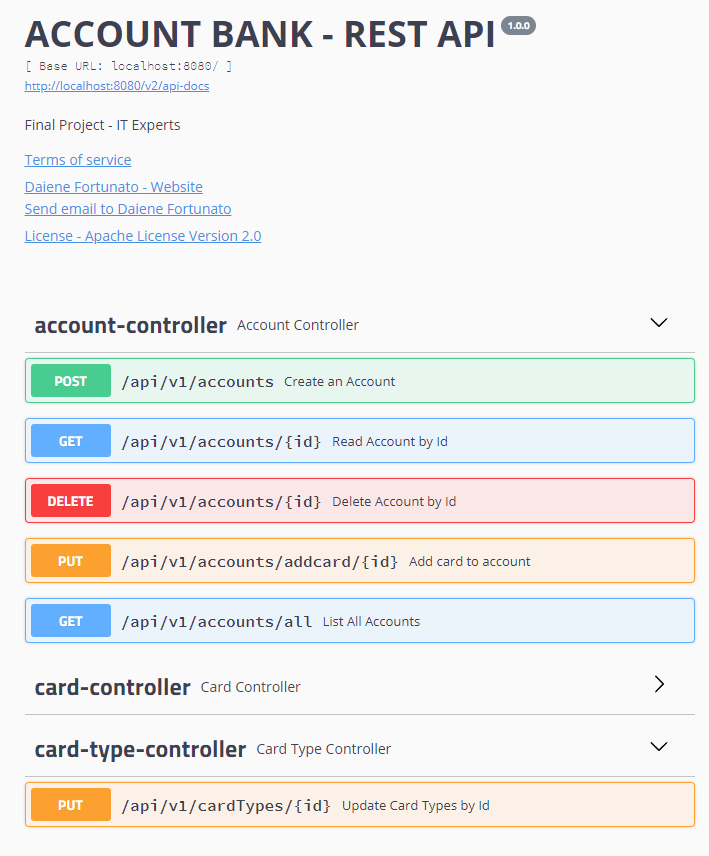 ACCOUNT BANK - REST API 1.0.0
[ Base URL: localhost:8080/ ]
http://localhost:8080/v2/api-docs
Final Project - IT Experts
Terms of service
Daiene Fortunato - Website
Send email to Daiene Fortunato
License - Apache License Version 2.0
account-controller Account Controller
POST /api/v1/accounts Create an Account
GET /api/v1/accounts/{id} Read Account by Id
DELETE /api/v1/accounts/{id} Delete Account by Id
PUT /api/v1/accounts/addcard/{id} Add card to account
GET /api/v1/accounts/all List All Accounts
card-controller Card Controller
card-type-controller Card Type Controller
PUT /api/v1/cardTypes/{id} Update Card Types by Id